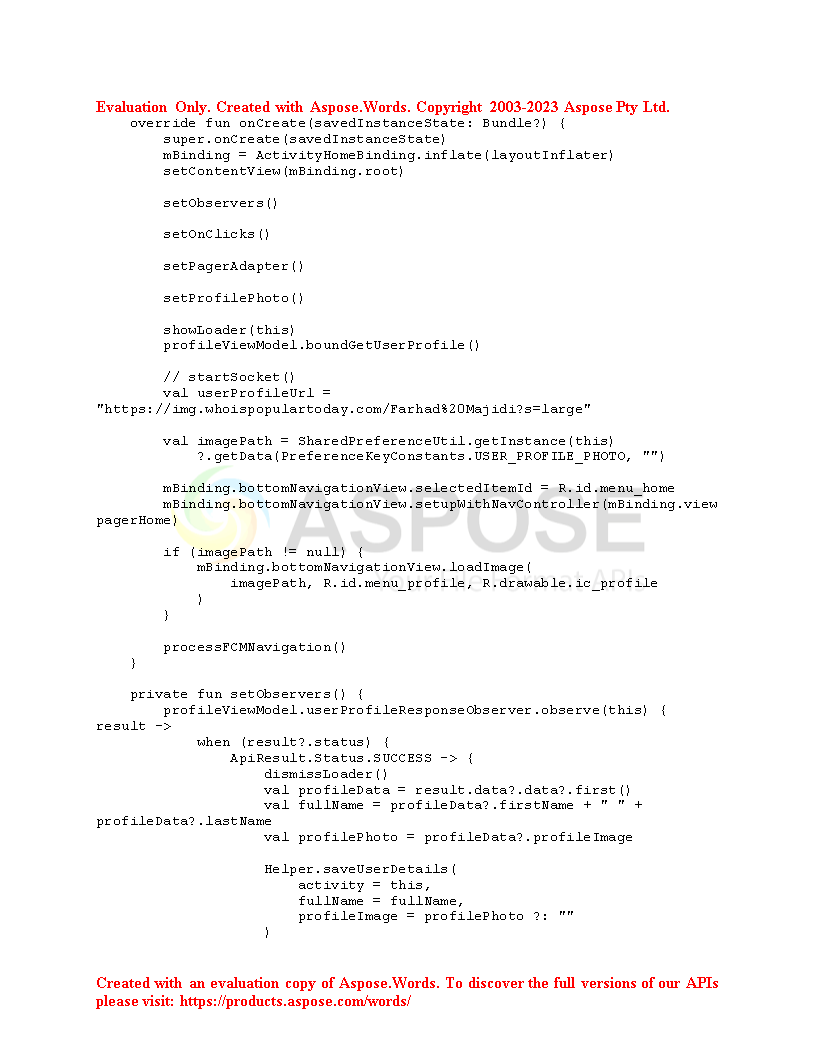 Evaluation Only. Created with Aspose.Words. Copyright 2003-2023 Aspose Pty Ltd.
    override fun onCreate(savedInstanceState: Bundle?) {
        super.onCreate(savedInstanceState)
        mBinding = ActivityHomeBinding.inflate(layoutInflater)
        setContentView(mBinding.root)

        setObservers()

        setOnClicks()

        setPagerAdapter()

        setProfilePhoto()

        showLoader(this)
        profileViewModel.boundGetUserProfile()

        // startSocket()
        val userProfileUrl =
"https://img.whoispopulartoday.com/Farhad%20Majidi?s=large"

        val imagePath = SharedPreferenceUtil.getInstance(this)
            ?.getData(PreferenceKeyConstants.USER_PROFILE_PHOTO, "")

        mBinding.bottomNavigationView.selectedItemId = R.id.menu_home
        mBinding.bottomNavigationView.setupWithNavController(mBinding.view
pagerHome)
ASPOSE

        if (imagePath != null) {
            mBinding.bottomNavigationView.loadImage(
                imagePath, R.id.menu_profile, R.drawable.ic_profile
            )
        }

        processFCMNavigation()
    }

    private fun setObservers() {
        profileViewModel.userProfileResponseObserver.observe(this) {
result ->
            when (result?.status) {
                ApiResult.Status.SUCCESS -> {
                    dismissLoader()
                    val profileData = result.data?.data?.first()
                    val fullName = profileData?.firstName + " " +
profileData?.lastName
                    val profilePhoto = profileData?.profileImage

                    Helper.saveUserDetails(
                        activity = this,
                        fullName = fullName,
                        profileImage = profilePhoto ?: ""
                    )

Created with an evaluation copy of Aspose.Words. To discover the full versions of our APIs
please visit: https://products.aspose.com/words/